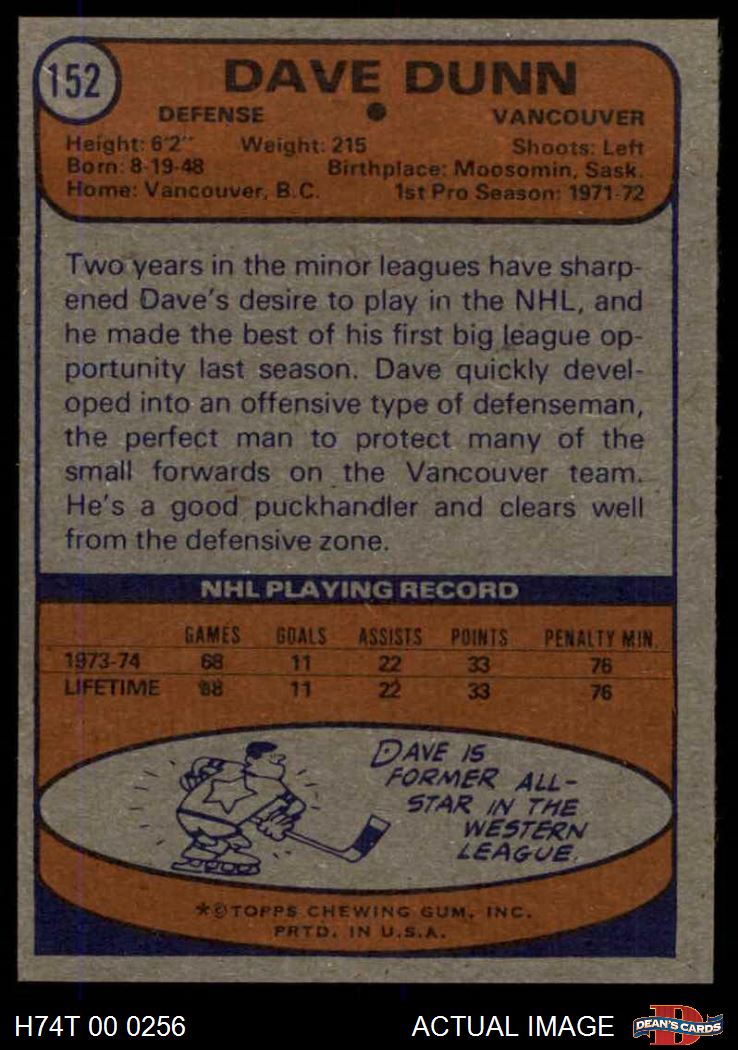 152
DAVE DUNN
DEFENSE ● VANCOUVER
Height: 6'2" Weight: 215 Shoots: Left
Born: 8-19-48 Birthplace: Moosomin, Sask.
Home: Vancouver, B.C. 1st Pro Season: 1971-72
Two years in the minor leagues have sharp-
ened Dave's desire to play in the NHL, and
he made the best of his first big league op-
portunity last season. Dave quickly devel-
oped into an offensive type of defenseman,
the perfect man to protect many of the
small forwards on the Vancouver team.
He's a good puckhandler and clears well
from the defensive zone.
NHL PLAYING RECORD
GAMES GOALS ASSISTS POINTS PENALTY MIN.
1973-74 68 11 22 33 76
LIFETIME 68 11 22 33 76
DAVE IS
FORMER ALL-
STAR IN THE
WESTERN
LEAGUE.
*©TOPPS CHEWING GUM, INC.
PRTD. IN U.S.A.
H74T 00 0256 ACTUAL IMAGE
D
DEAN'S CARDS